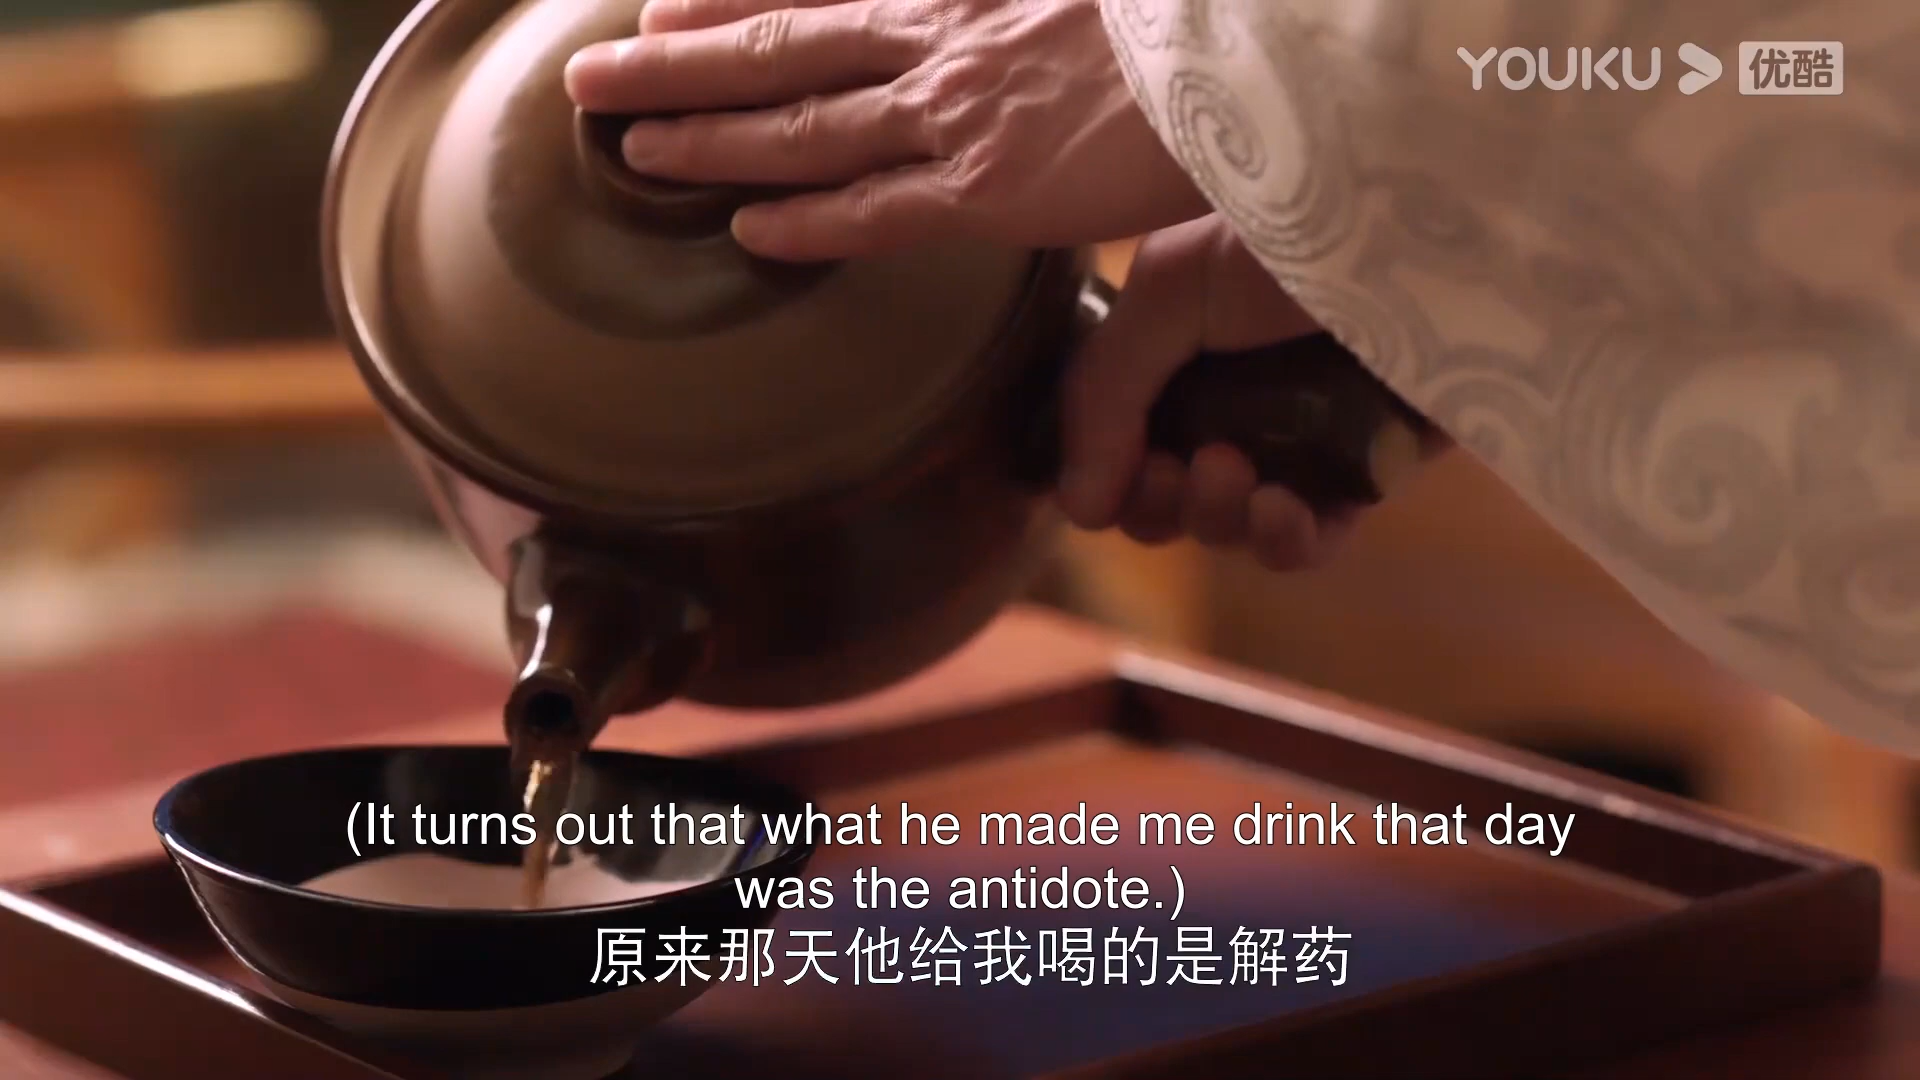 YOUKU 优酷
(It turns out that what he made me drink that day
was the antidote.)
原来那天他给我喝的是解药